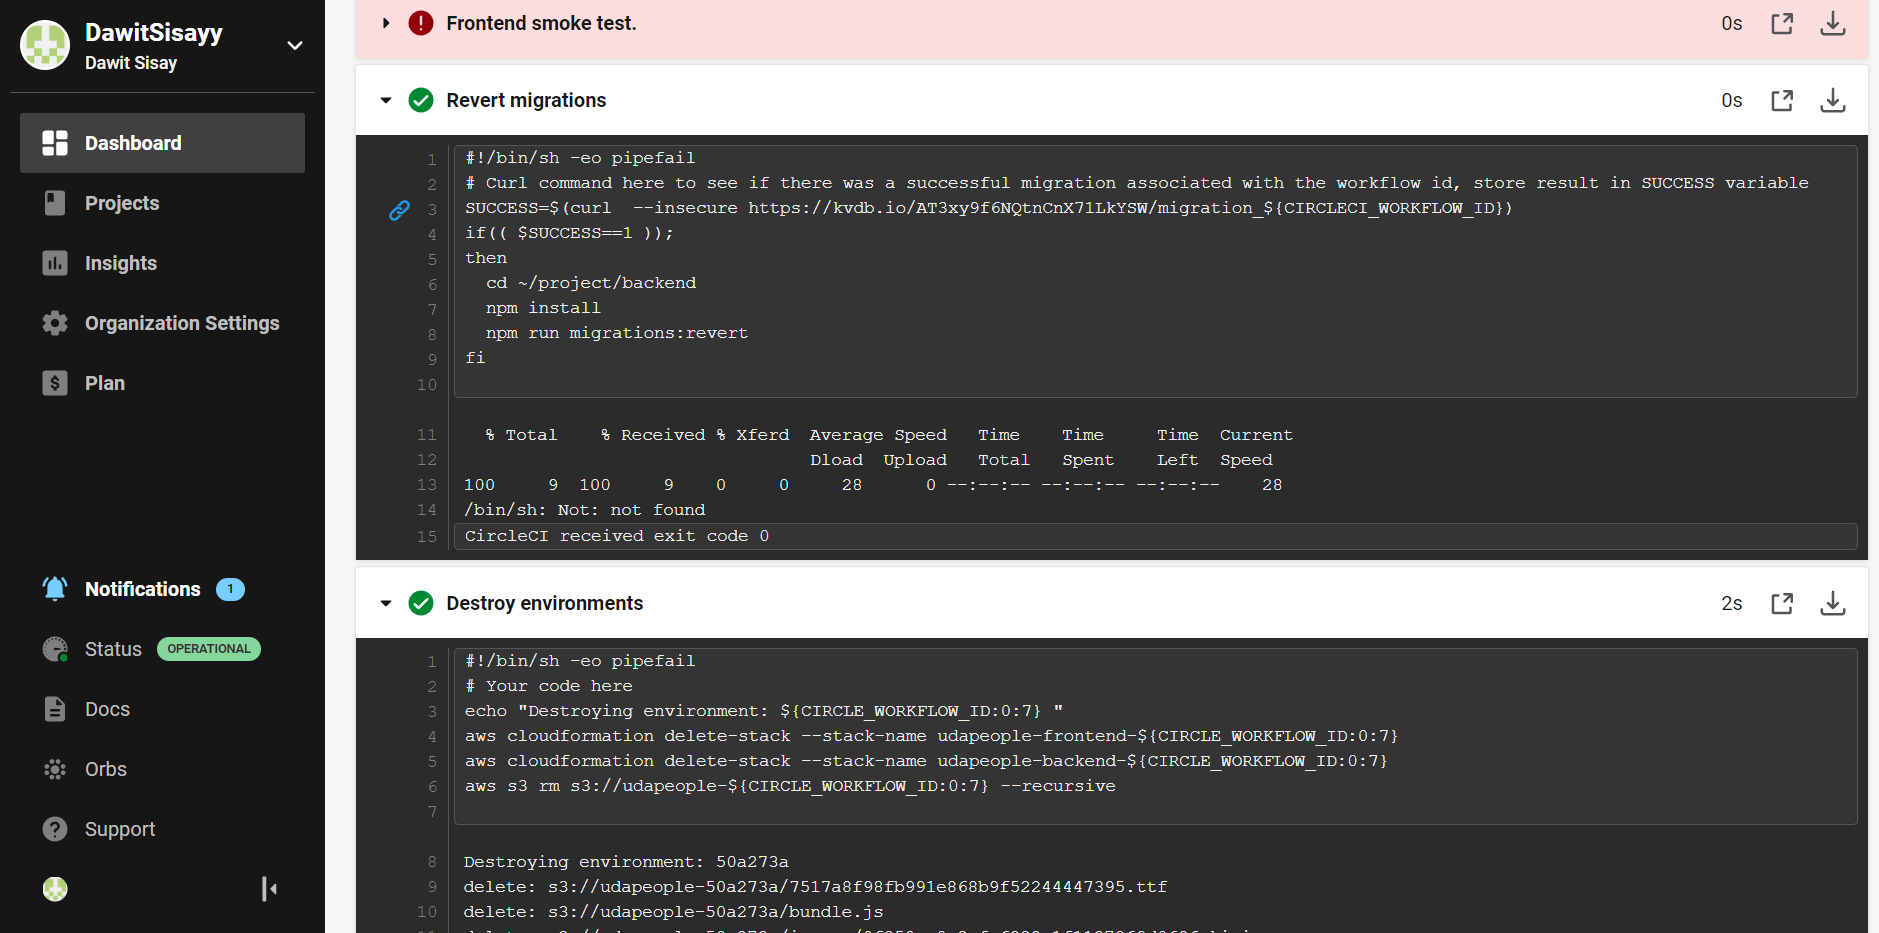 DawitSisayy
Dawit Sisay
Dashboard
Projects
Insights
Organization Settings
Plan
Notifications 1
Status OPERATIONAL
Docs
Orbs
Support
Frontend smoke test. 0s
Revert migrations 0s
1 #!/bin/sh -eo pipefail
2 # Curl command here to see if there was a successful migration associated with the workflow id, store result in SUCCESS variable
3 SUCCESS=$(curl  --insecure https://kvdb.io/AT3xy9f6NQtnCnX71LkYSW/migration_${CIRCLECI_WORKFLOW_ID})
4 if(( $SUCCESS==1 ));
5 then
6   cd ~/project/backend
7   npm install
8   npm run migrations:revert
9 fi
10
11   % Total    % Received % Xferd  Average Speed   Time    Time     Time  Current
12                                  Dload  Upload   Total   Spent    Left  Speed
13 100     9  100     9    0     0     28      0 --:--:-- --:--:-- --:--:--    28
14 /bin/sh: Not: not found
15 CircleCI received exit code 0
Destroy environments 2s
1 #!/bin/sh -eo pipefail
2 # Your code here
3 echo "Destroying environment: ${CIRCLE_WORKFLOW_ID:0:7} "
4 aws cloudformation delete-stack --stack-name udapeople-frontend-${CIRCLE_WORKFLOW_ID:0:7}
5 aws cloudformation delete-stack --stack-name udapeople-backend-${CIRCLE_WORKFLOW_ID:0:7}
6 aws s3 rm s3://udapeople-${CIRCLE_WORKFLOW_ID:0:7} --recursive
7
8 Destroying environment: 50a273a
9 delete: s3://udapeople-50a273a/7517a8f98fb991e868b9f52244447395.ttf
10 delete: s3://udapeople-50a273a/bundle.js